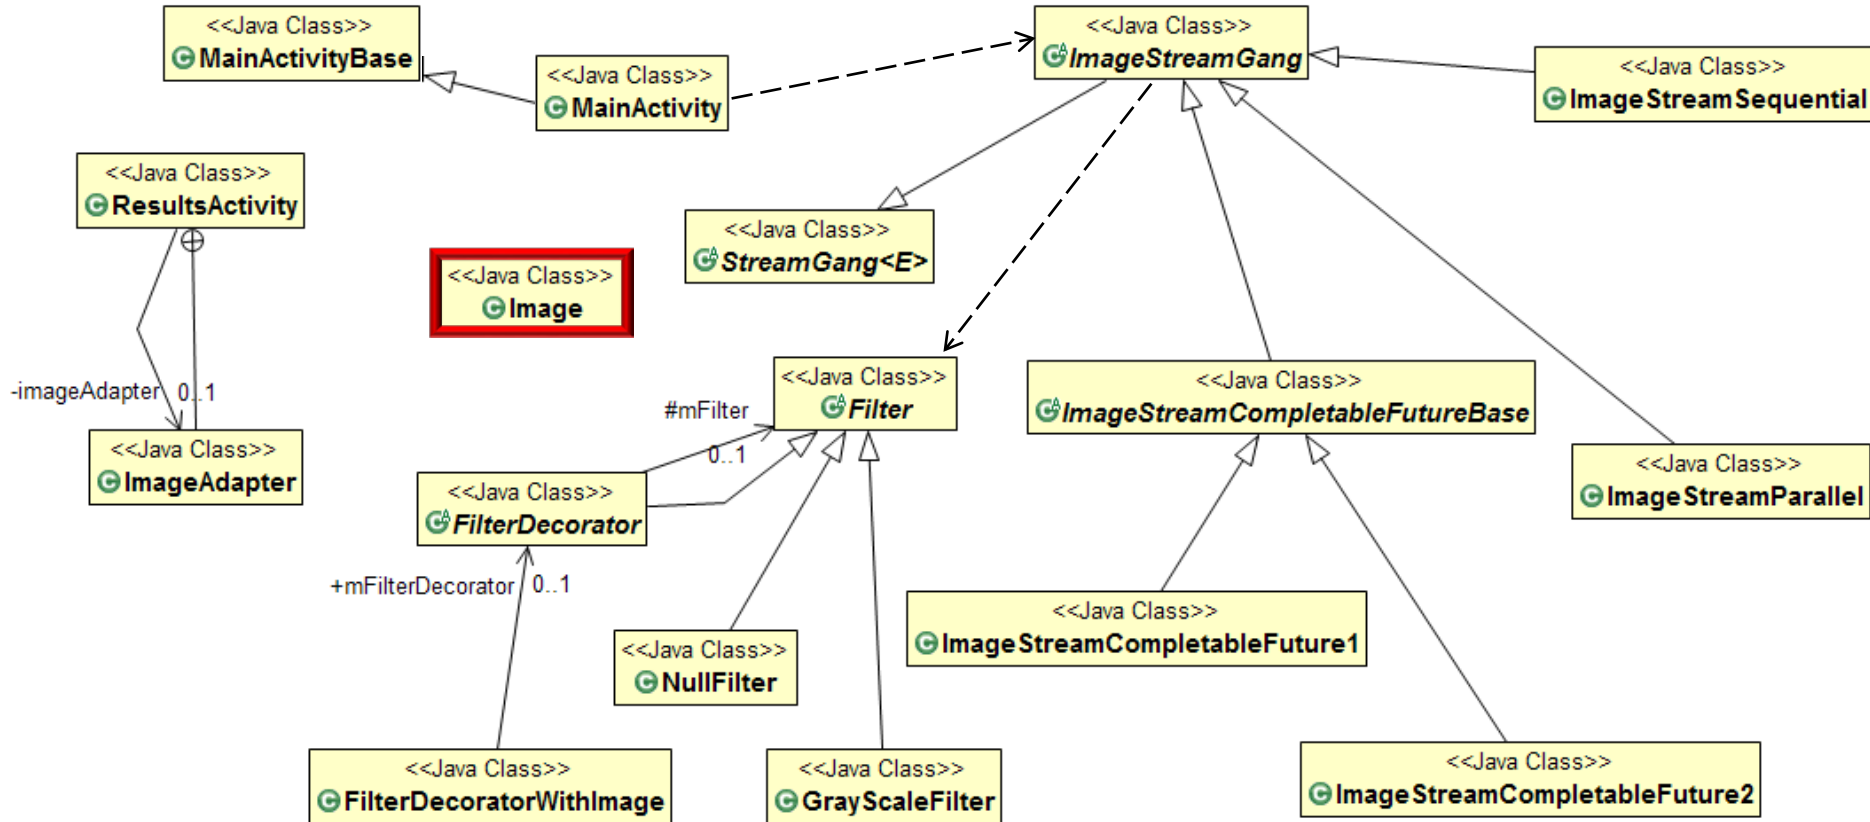 <<Java Class>>
MainActivityBase
<<Java Class>>
MainActivity
<<Java Class>>
ImageStreamGang
<<Java Class>>
ImageStreamSequential
<<Java Class>>
ResultsActivity
<<Java Class>>
StreamGang<E>
<<Java Class>>
Image
-imageAdapter 0..1
<<Java Class>>
ImageAdapter
<<Java Class>>
Filter
#mFilter
0..1
<<Java Class>>
ImageStreamCompletableFutureBase
<<Java Class>>
ImageStreamParallel
<<Java Class>>
FilterDecorator
+mFilterDecorator 0..1
<<Java Class>>
ImageStreamCompletableFuture1
<<Java Class>>
NullFilter
<<Java Class>>
FilterDecoratorWithImage
<<Java Class>>
GrayScaleFilter
<<Java Class>>
ImageStreamCompletableFuture2